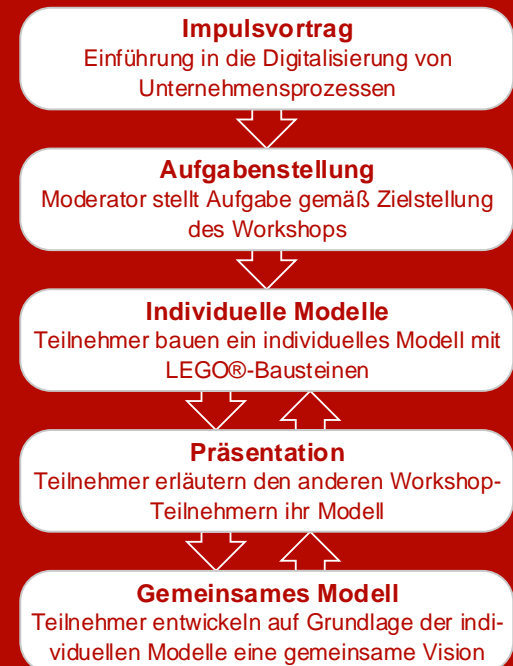 Impulsvortrag
Einführung in die Digitalisierung von
Unternehmensprozessen
Aufgabenstellung
Moderator stellt Aufgabe gemäß Zielstellung
des Workshops
Individuelle Modelle
Teilnehmer bauen ein individuelles Modell mit
LEGO®-Bausteinen
Präsentation
Teilnehmer erläutern den anderen Workshop-
Teilnehmern ihr Modell
Gemeinsames Modell
Teilnehmer entwickeln auf Grundlage der indi-
viduellen Modelle eine gemeinsame Vision